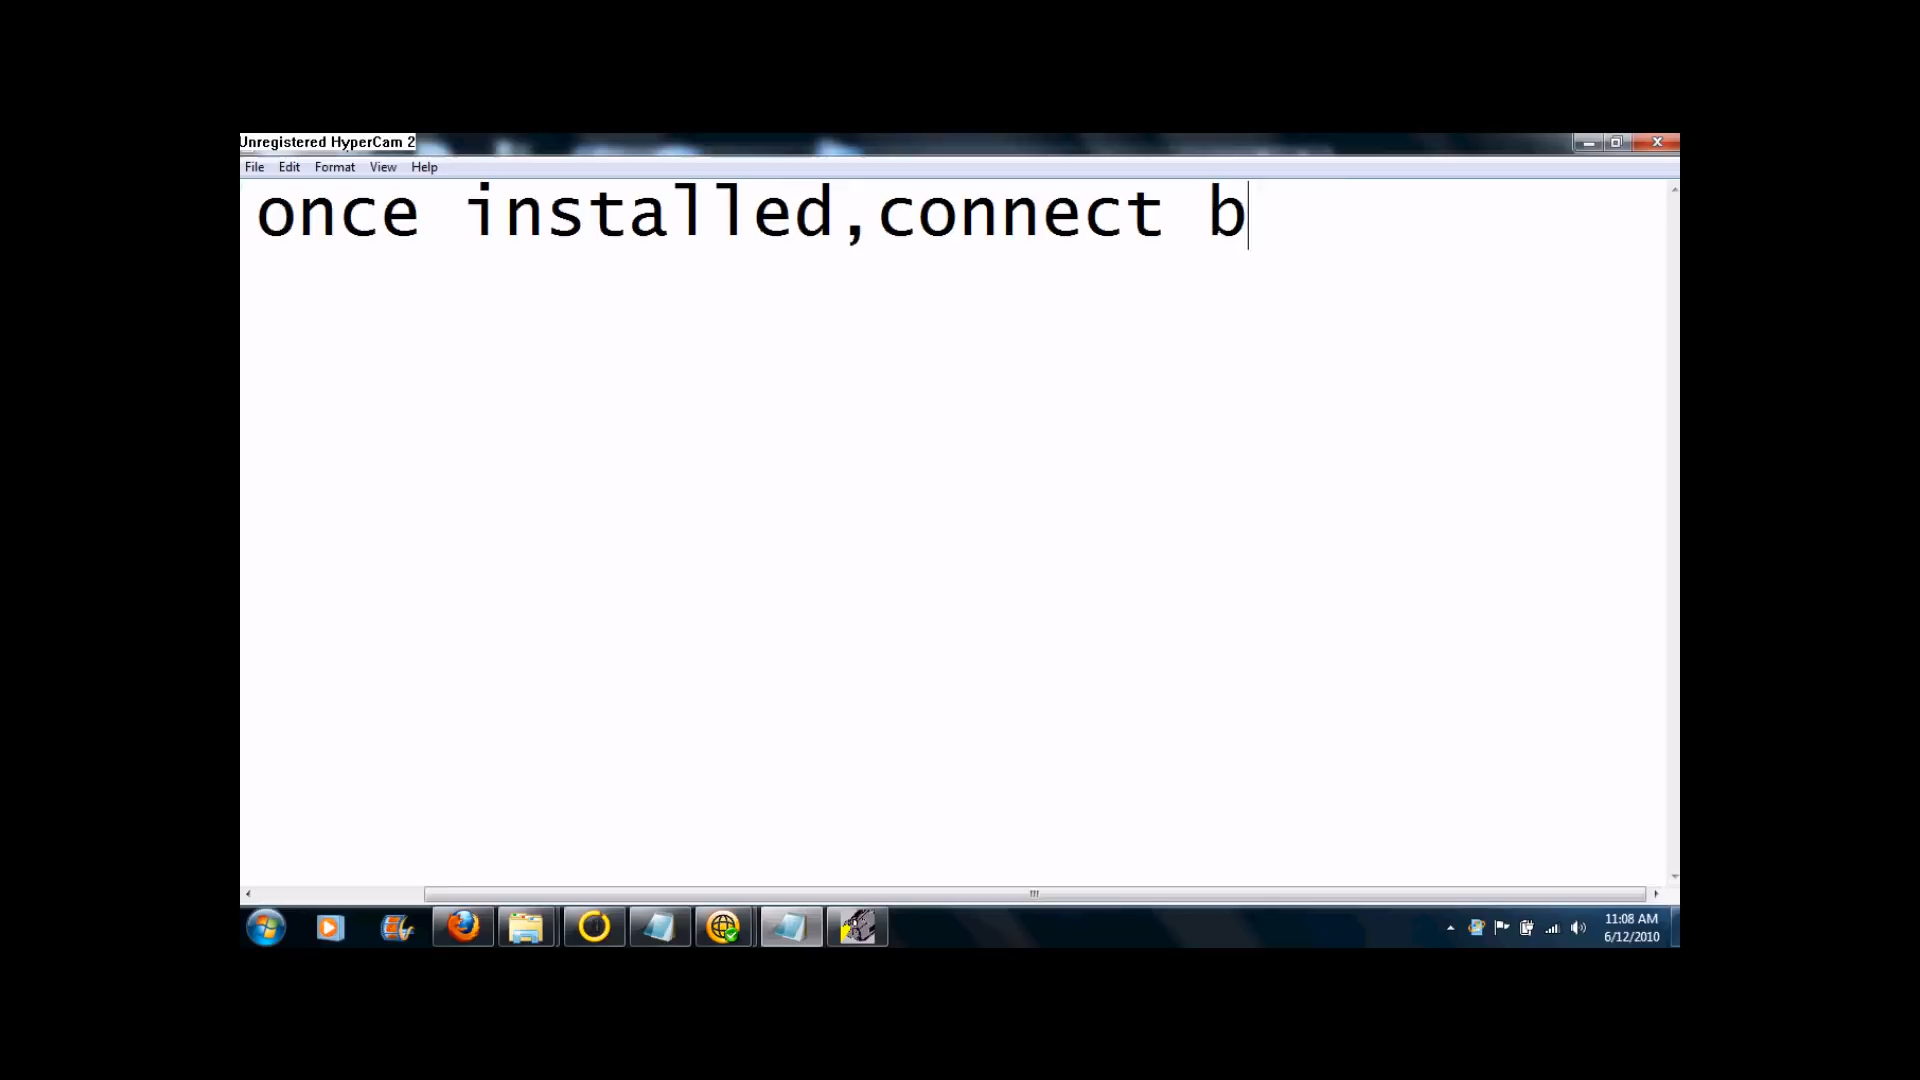 Unregistered HyperCam 2
File Edit Format View Help
once installed,connect b
11:08 AM
6/12/2010